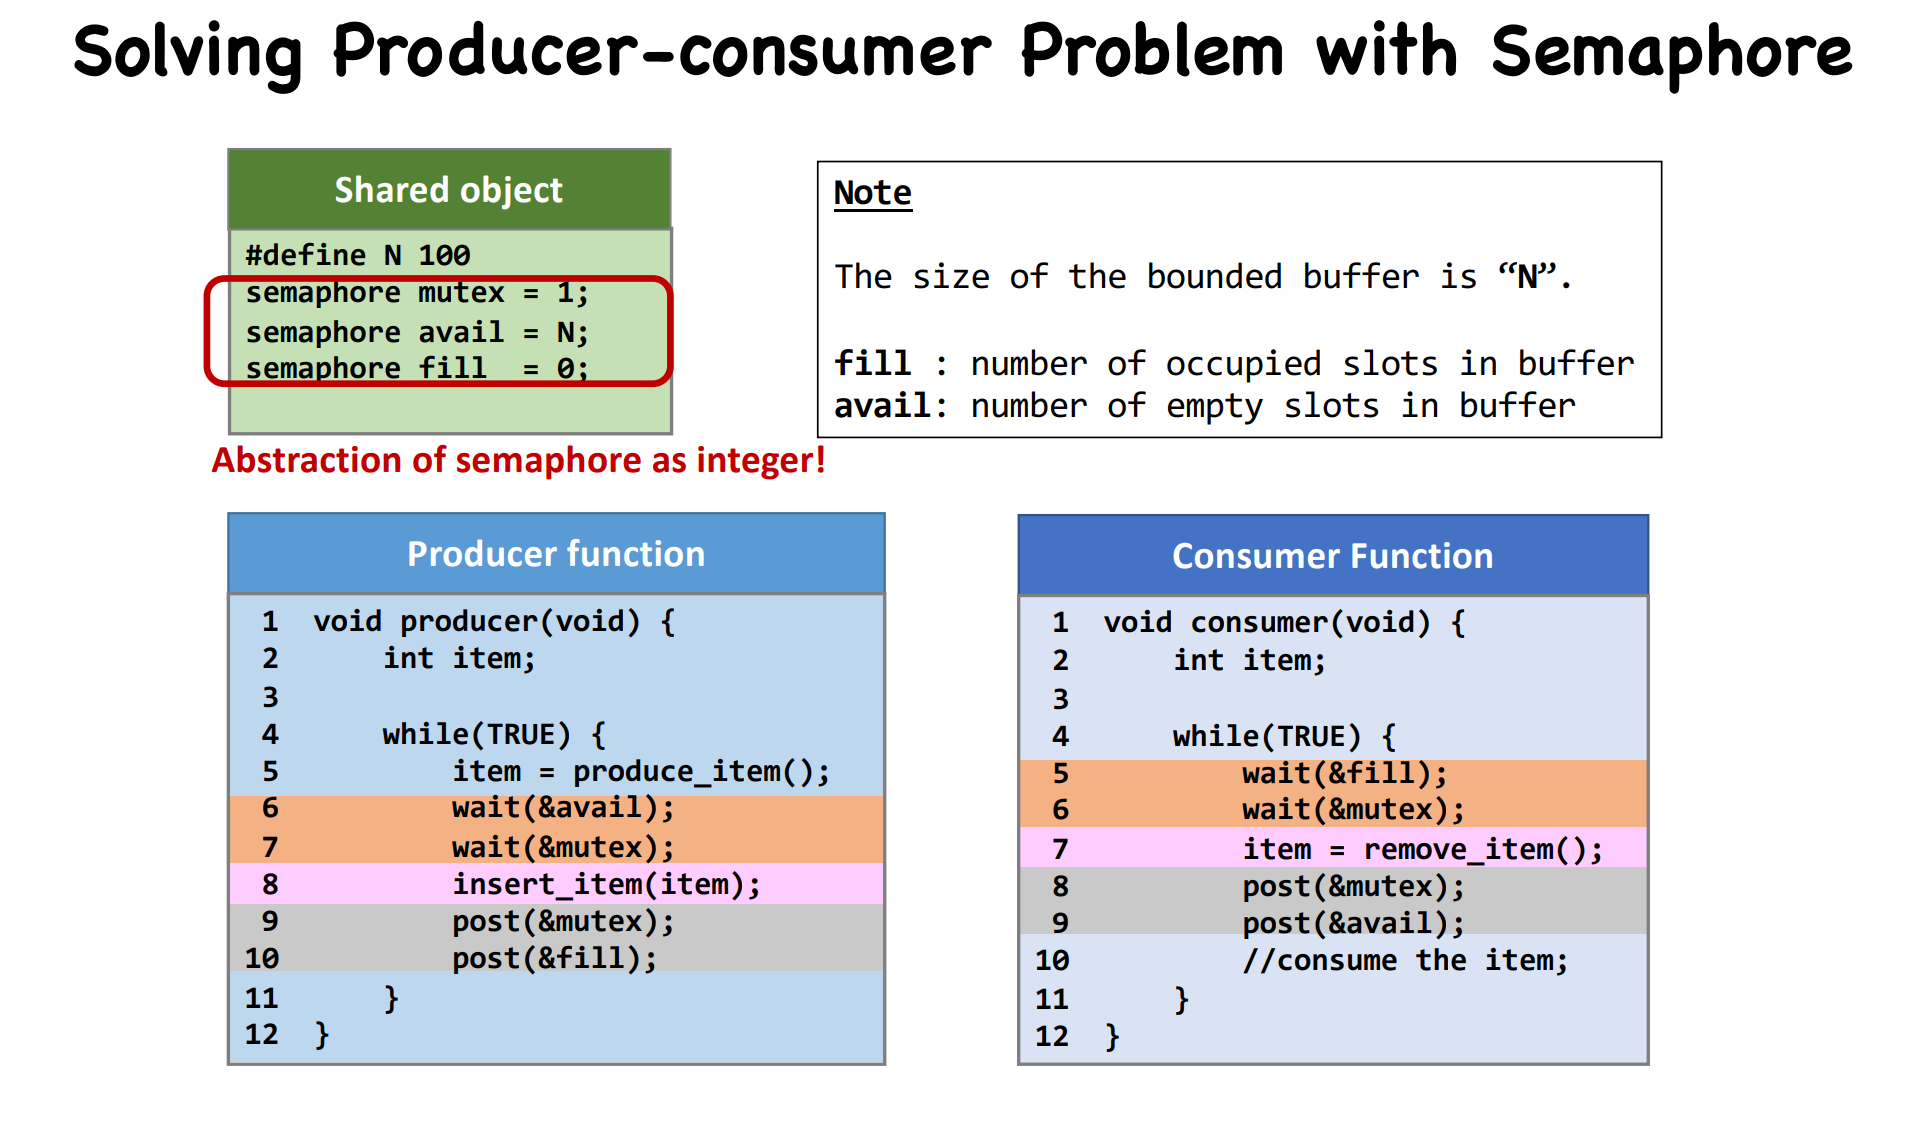 Solving Producer-consumer Problem with Semaphore
Shared object
#define N 100
semaphore mutex = 1;
semaphore avail = N;
semaphore fill  = 0;
Abstraction of semaphore as integer!
Note
The size of the bounded buffer is “N”.
fill : number of occupied slots in buffer
avail: number of empty slots in buffer
Producer function
1 void producer(void) {
2     int item;
3
4     while(TRUE) {
5         item = produce_item();
6         wait(&avail);
7         wait(&mutex);
8         insert_item(item);
9         post(&mutex);
10         post(&fill);
11     }
12 }
Consumer Function
1 void consumer(void) {
2     int item;
3
4     while(TRUE) {
5         wait(&fill);
6         wait(&mutex);
7         item = remove_item();
8         post(&mutex);
9         post(&avail);
10         //consume the item;
11     }
12 }